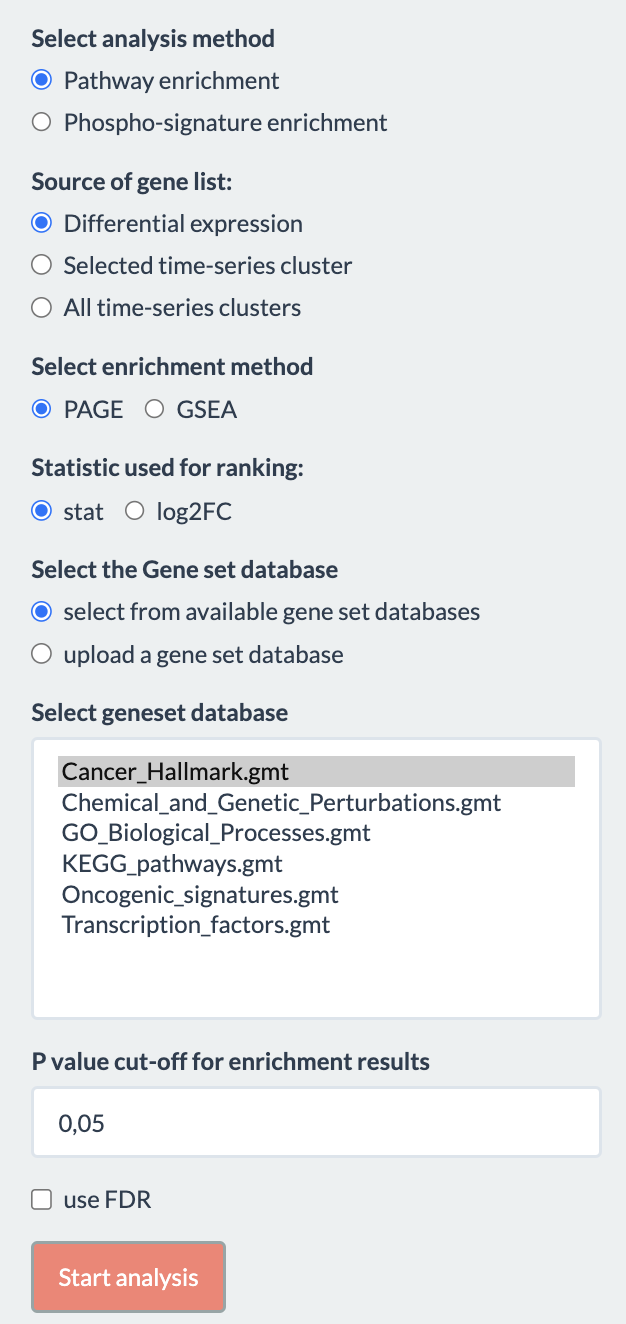 Select analysis method
Pathway enrichment
Phospho-signature enrichment
Source of gene list:
Differential expression
Selected time-series cluster
All time-series clusters
Select enrichment method
PAGE GSEA
Statistic used for ranking:
stat log2FC
Select the Gene set database
select from available gene set databases
upload a gene set database
Select geneset database
Cancer_Hallmark.gmt
Chemical_and_Genetic_Perturbations.gmt
GO_Biological_Processes.gmt
KEGG_pathways.gmt
Oncogenic_signatures.gmt
Transcription_factors.gmt
P value cut-off for enrichment results
0,05
use FDR
Start analysis